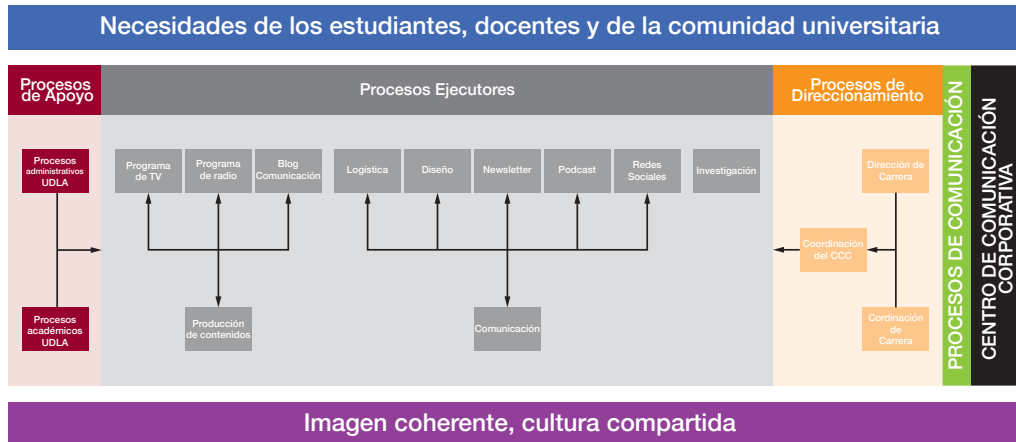 Necesidades de los estudiantes, docentes y de la comunidad universitaria
Procesos
de Apoyo
Procesos Ejecutores
Procesos de
Direccionamiento
PROCESOS DE COMUNICACIÓN
CENTRO DE COMUNICACIÓN
CORPORATIVA
Procesos
administrativos
UDLA
Programa
de TV
Programa
de radio
Blog
Comunicación
Logística
Diseño
Newsletter
Podcast
Redes
Sociales
Investigación
Dirección de
Carrera
Coordinación
del CCC
Procesos
académicos
UDLA
Producción
de contenidos
Comunicación
Cordinación
de
Carrera
Imagen coherente, cultura compartida